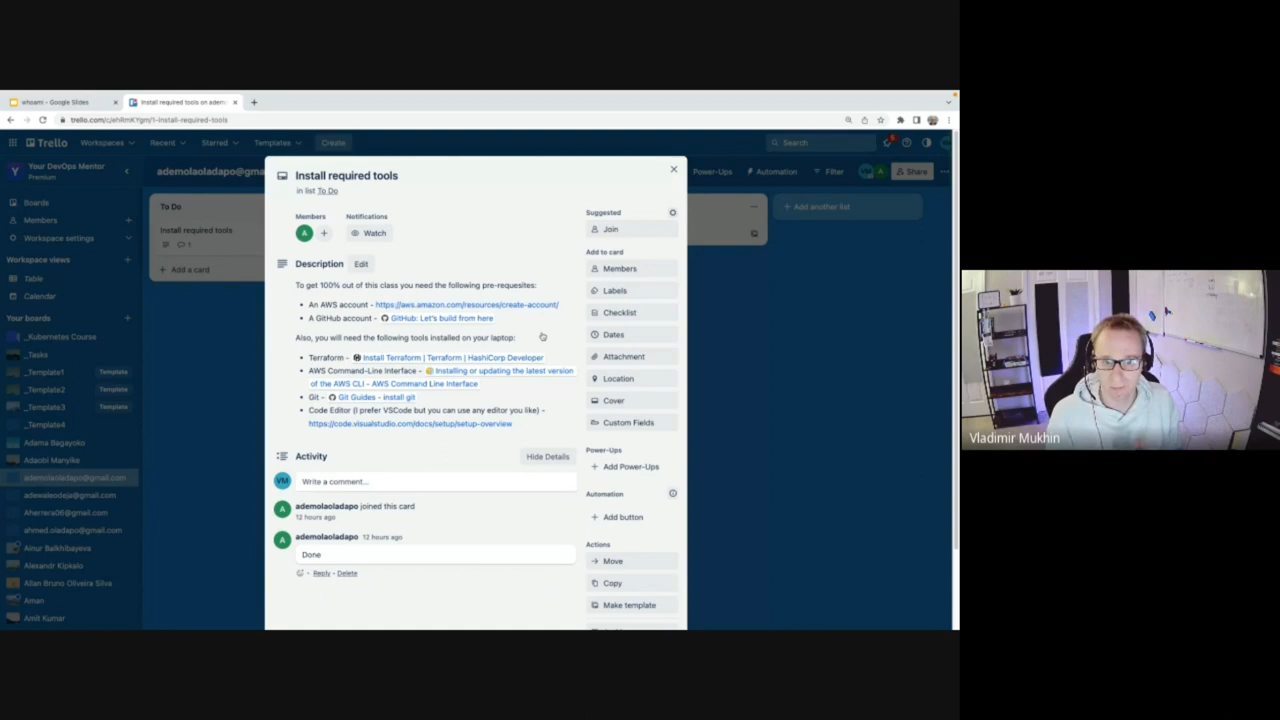 whoami - Google Slides
Install required tools on adem
trello.com/c/ehRmKYgm/1-install-required-tools
Trello
Workspaces
Recent
Starred
Templates
Create
Search
Your DevOps Mentor
Premium
ademolaoladapo@gma
Power-Ups
Automation
Filter
Share
Boards
Members
Workspace settings
Workspace views
Table
Calendar
Your boards
_Kubernetes Course
_Tasks
_Template1
Template
_Template2
Template
_Template3
Template
_Template4
Adama Bagayoko
Adaobi Manyike
ademolaoladapo@gmail.com
adewaleodeja@gmail.com
Aherrera06@gmail.com
ahmed.oladapo@gmail.com
Ainur Balkhibayeva
Alexandr Kipkalo
Allan Bruno Oliveira Silva
Aman
Amit Kumar
To Do
Install required tools
1
+ Add a card
+ Add another list
Install required tools
in list To Do
Members
Notifications
A
Watch
Description
Edit
To get 100% out of this class you need the following pre-requesites:
• An AWS account - https://aws.amazon.com/resources/create-account/
• A GitHub account - GitHub: Let's build from here
Also, you will need the following tools installed on your laptop:
• Terraform - Install Terraform | Terraform | HashiCorp Developer
• AWS Command-Line Interface - Installing or updating the latest version
of the AWS CLI - AWS Command Line Interface
• Git - Git Guides - install git
• Code Editor (I prefer VSCode but you can use any editor you like) -
https://code.visualstudio.com/docs/setup/setup-overview
Activity
Hide Details
VM
Write a comment...
A
ademolaoladapo joined this card
12 hours ago
A
ademolaoladapo 12 hours ago
Done
Reply - Delete
Suggested
Join
Add to card
Members
Labels
Checklist
Dates
Attachment
Location
Cover
Custom Fields
Power-Ups
+ Add Power-Ups
Automation
+ Add button
Actions
Move
Copy
Make template
Vladimir Mukhin